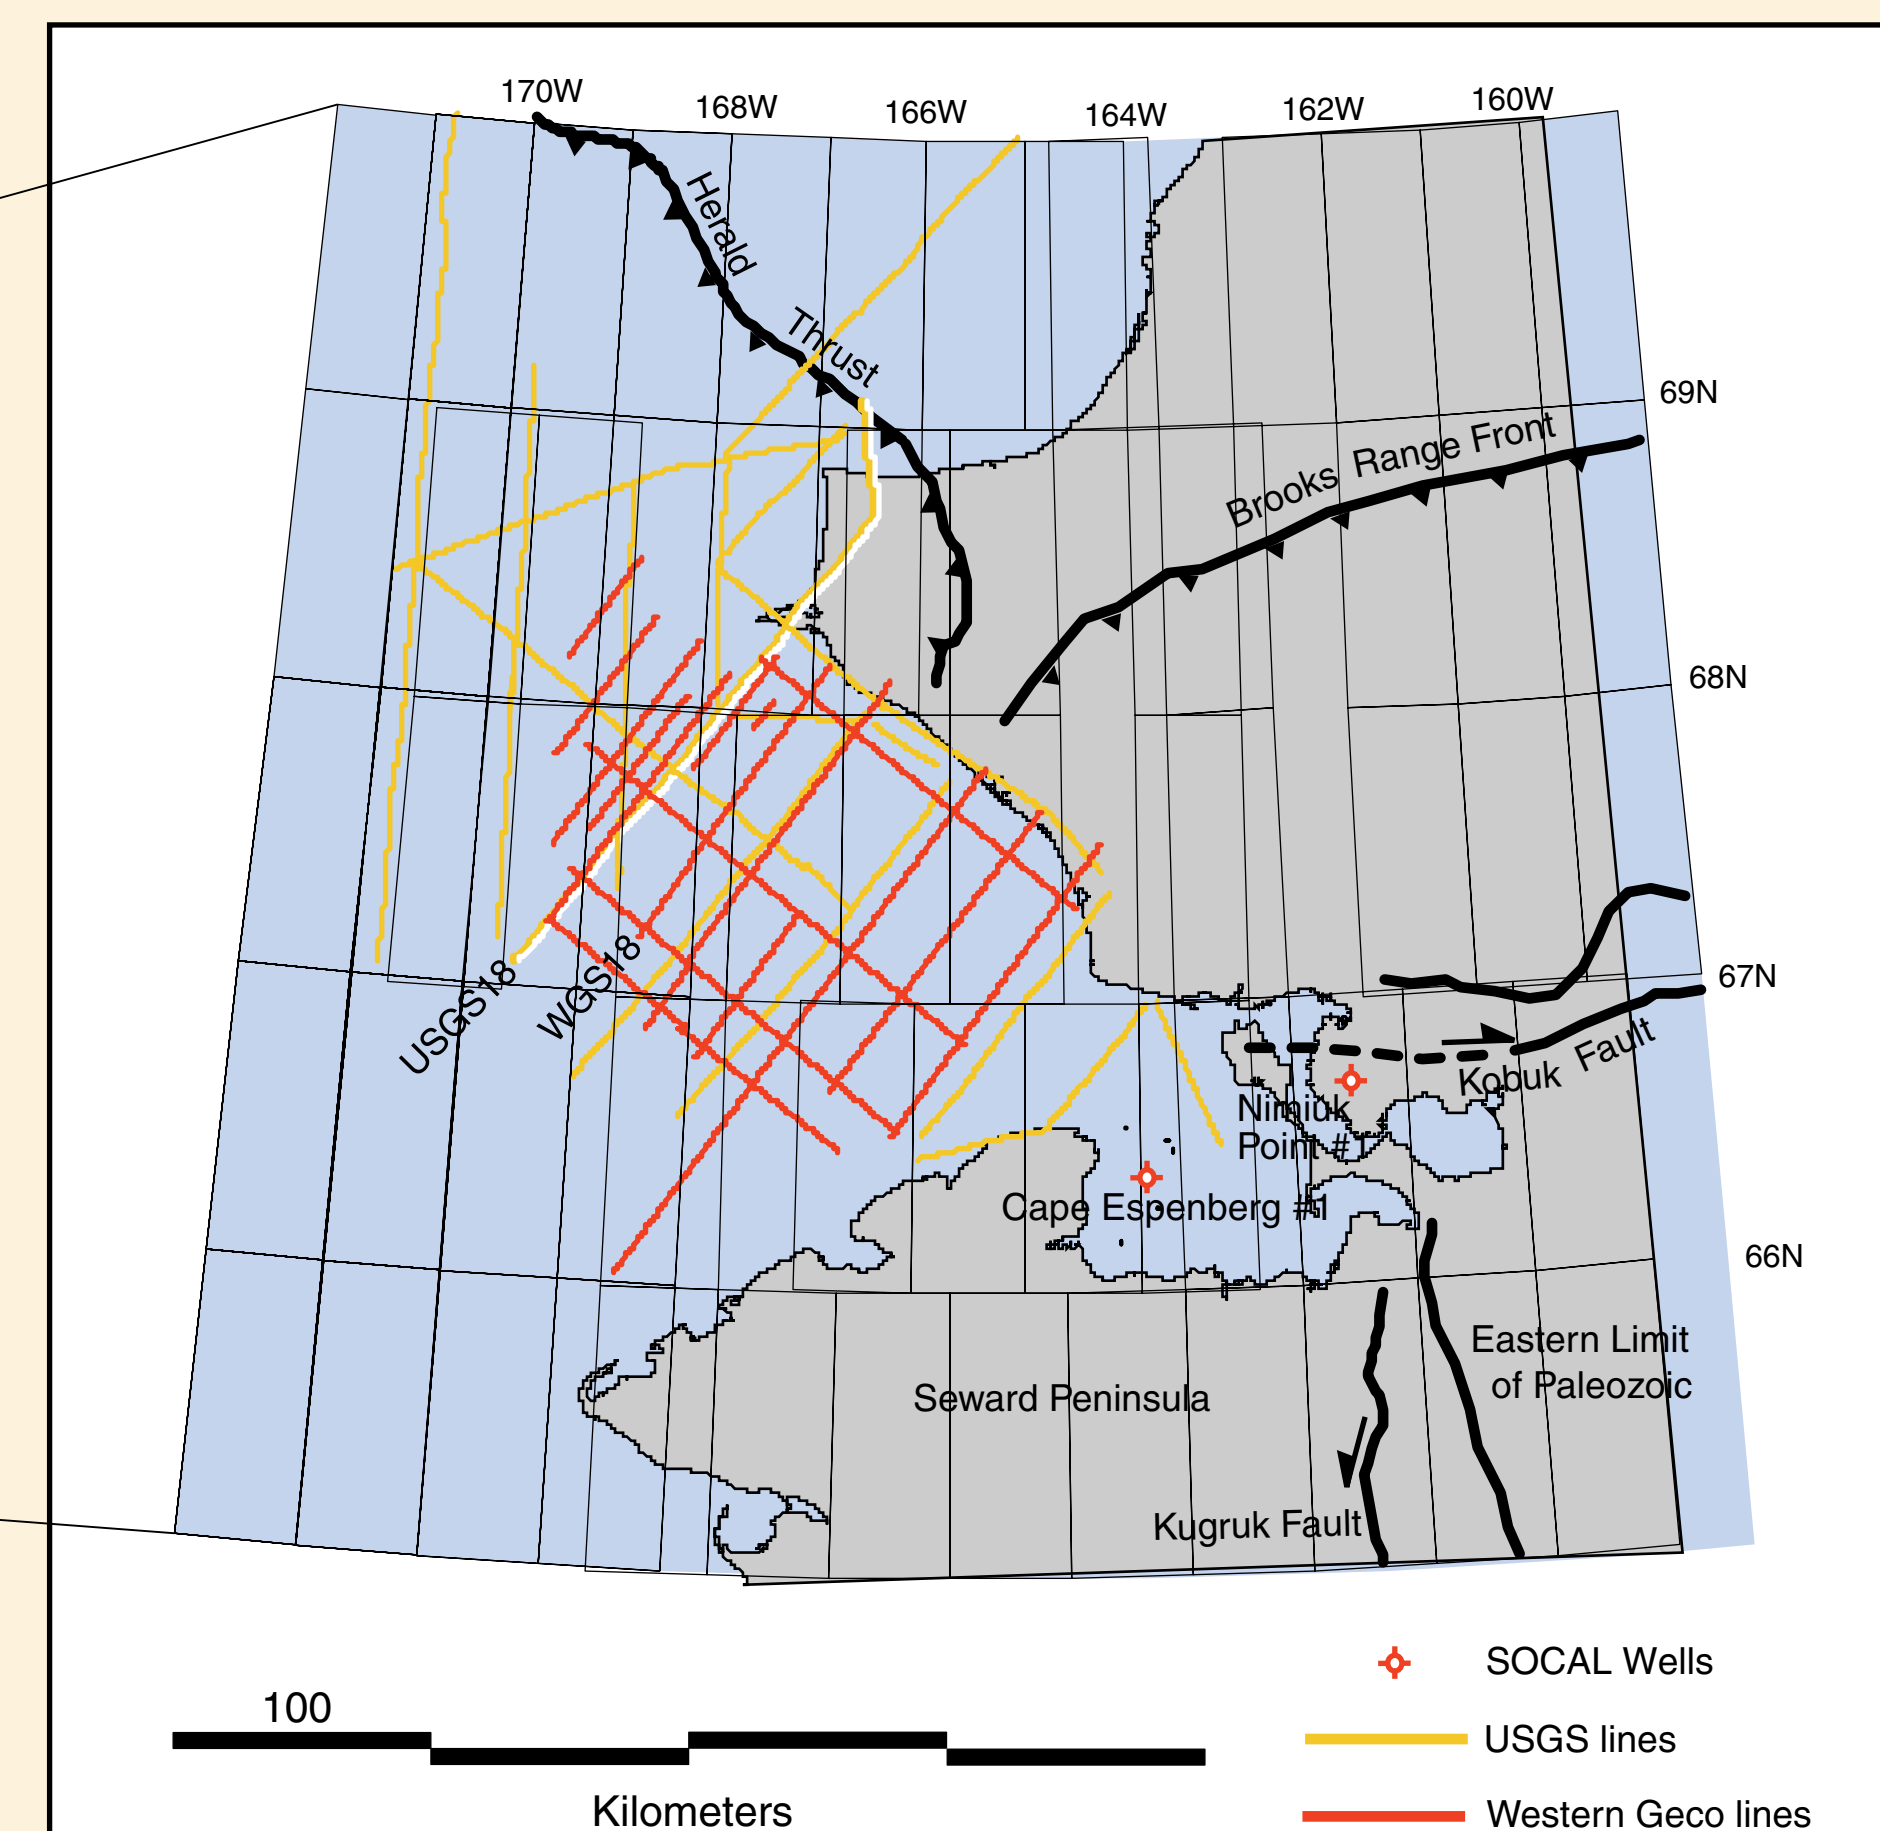 170W
168W
166W
164W
162W
160W
Herald
Thrust
69N
Brooks Range Front
68N
67N
USGS18
WGS18
Kobuk Fault
Nimiuk
Point #1
Cape Espenberg #1
66N
Eastern Limit
of Paleozoic
Seward Peninsula
Kugruk Fault
SOCAL Wells
100
USGS lines
Kilometers
Western Geco lines